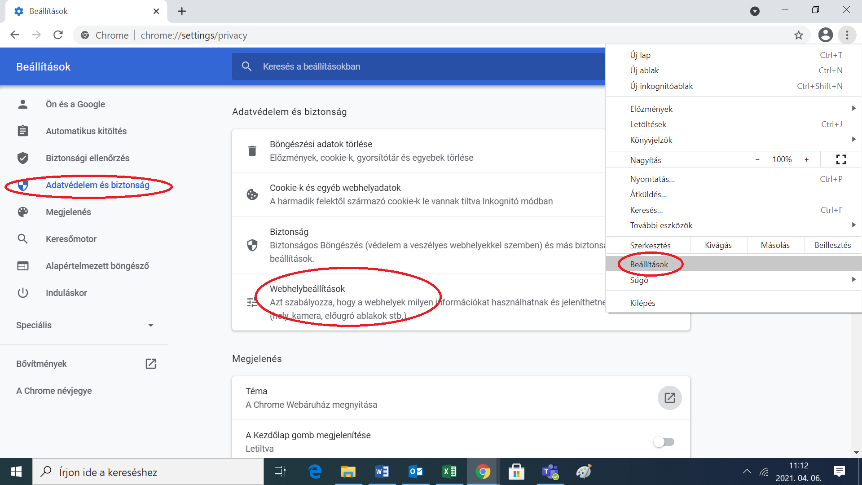 Beállítások
Chrome | chrome://settings/privacy
Beállítások
Keresés a beállításokban
Ön és a Google
Automatikus kitöltés
Biztonsági ellenőrzés
Adatvédelem és biztonság
Megjelenés
Keresőmotor
Alapértelmezett böngésző
Induláskor
Speciális
Bővítmények
A Chrome névjegye
Adatvédelem és biztonság
Böngészési adatok törlése
Előzmények, cookie-k, gyorsítótár és egyebek törlése
Cookie-k és egyéb webhelyadatok
A harmadik felektől származó cookie-k le vannak tiltva Inkognitó módban
Biztonság
Biztonságos Böngészés (védelem a veszélyes webhelyekkel szemben) és más biztonsá
beállítások.
Webhelybeállítások
Azt szabályozza, hogy a webhelyek milyen információkat használhatnak és jeleníthetne
(hely, kamera, előugró ablakok stb.)
Megjelenés
Téma
A Chrome Webáruház megnyitása
A Kezdőlap gomb megjelenítése
Letiltva
Új lap Ctrl+T
Új ablak Ctrl+N
Új inkognitóablak Ctrl+Shift+N
Előzmények
Letöltések Ctrl+J
Könyvjelzők
Nagyítás - 100% +
Nyomtatás... Ctrl+P
Átküldés...
Keresés... Ctrl+F
További eszközök
Szerkesztés Kivágás Másolás Beillesztés
Beállítások
Súgó
Kilépés
Írjon ide a kereséshez
11:12
2021. 04. 06.